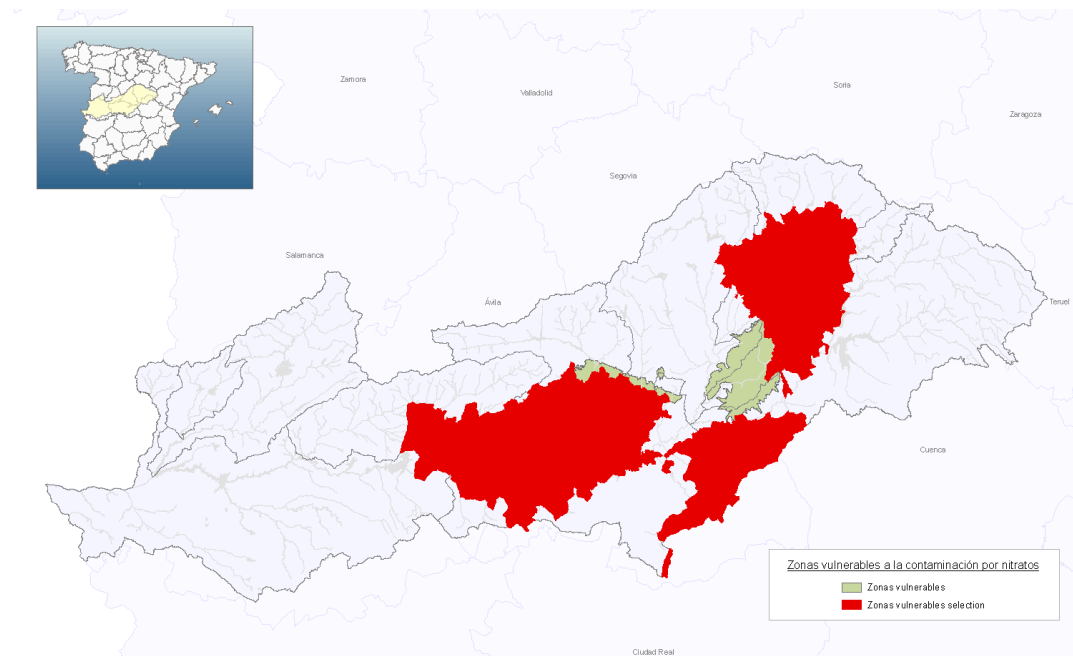 Zamora
Valladolid
Soria
Zaragoza
Segovia
Salamanca
Ávila
Teruel
Cuenca
Zonas vulnerables a la contaminación por nitratos
Zonas vulnerables
Zonas vulnerables selection
Ciudad Real